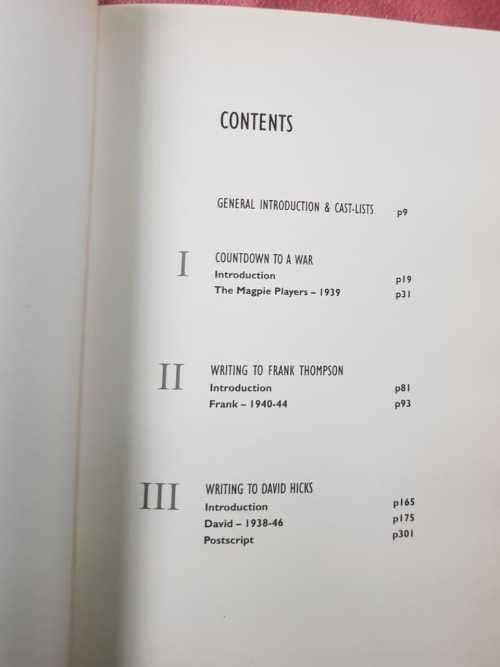 CONTENTS
GENERAL INTRODUCTION & CAST-LISTS p9
I COUNTDOWN TO A WAR
Introduction p19
The Magpie Players – 1939 p31
II WRITING TO FRANK THOMPSON
Introduction p81
Frank – 1940-44 p93
III WRITING TO DAVID HICKS
Introduction p165
David – 1938-46 p175
Postscript p301